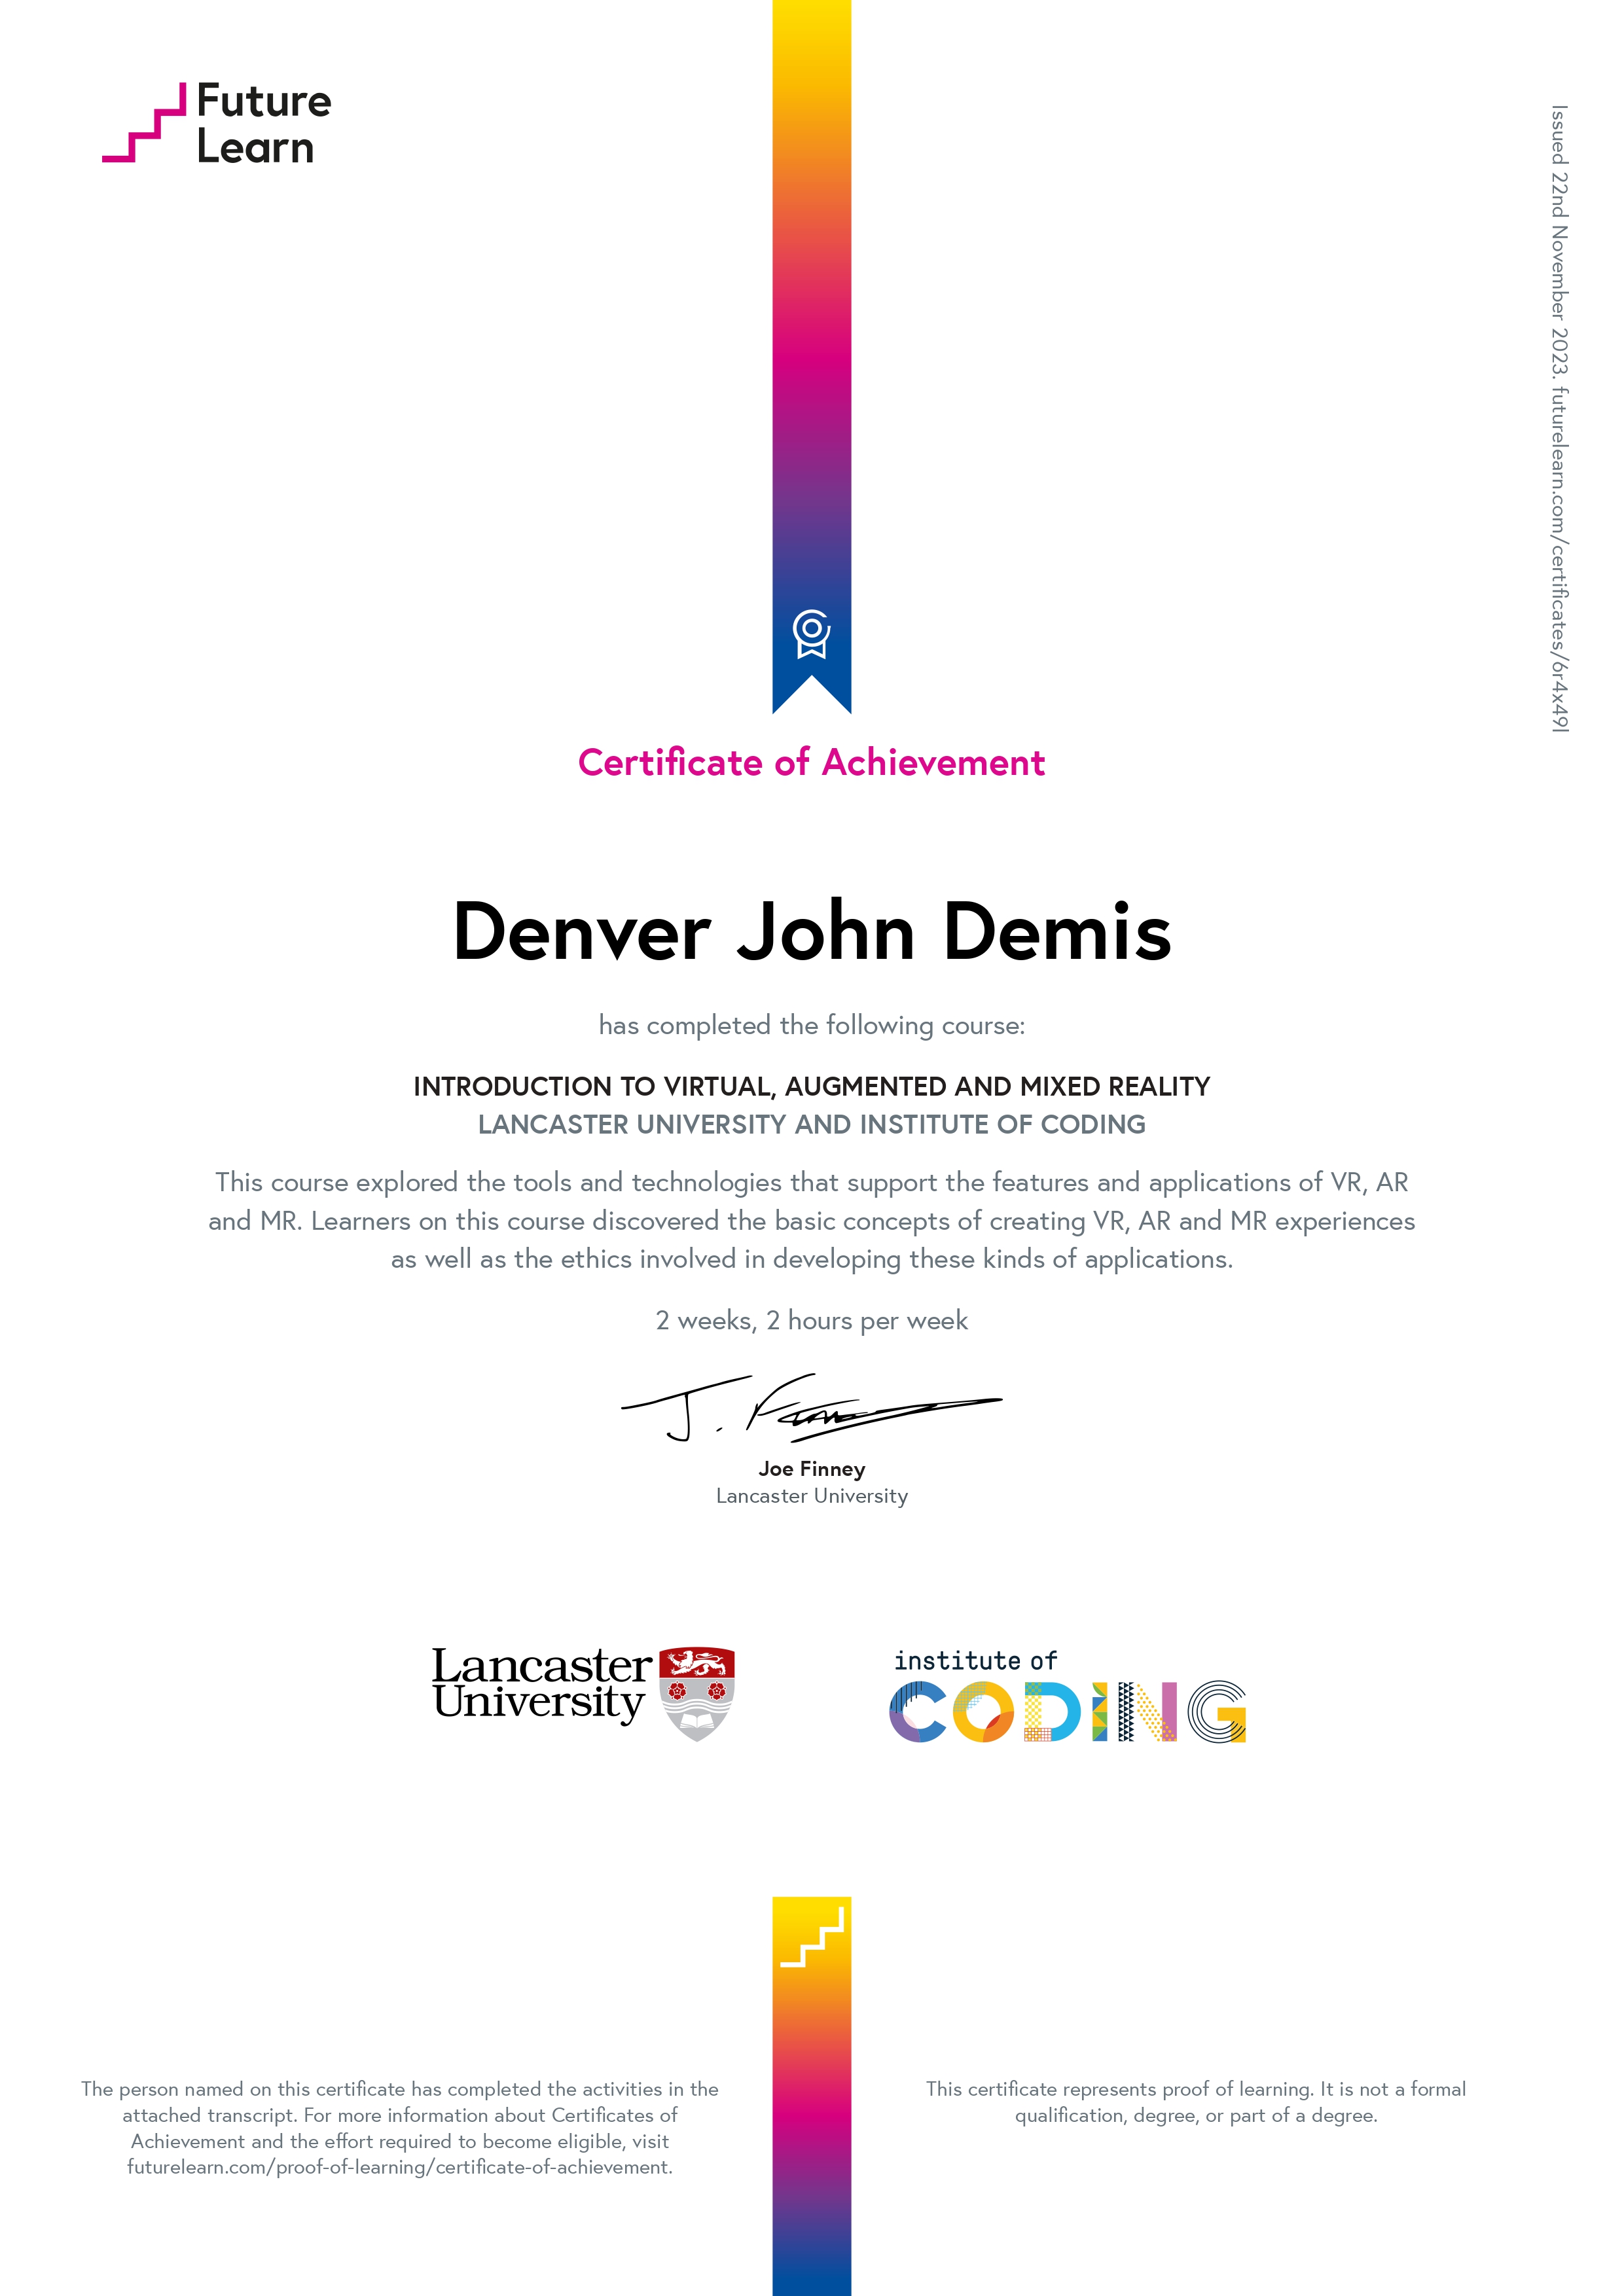 Future
Learn
Issued 22nd November 2023. futurelearn.com/certificates/6r4x49l
Certificate of Achievement
Denver John Demis
has completed the following course:
INTRODUCTION TO VIRTUAL, AUGMENTED AND MIXED REALITY
LANCASTER UNIVERSITY AND INSTITUTE OF CODING
This course explored the tools and technologies that support the features and applications of VR, AR
and MR. Learners on this course discovered the basic concepts of creating VR, AR and MR experiences
as well as the ethics involved in developing these kinds of applications.
2 weeks, 2 hours per week
Joe Finney
Lancaster University
Lancaster
University
institute of
CODING
The person named on this certificate has completed the activities in the
attached transcript. For more information about Certificates of
Achievement and the effort required to become eligible, visit
futurelearn.com/proof-of-learning/certificate-of-achievement.
This certificate represents proof of learning. It is not a formal
qualification, degree, or part of a degree.